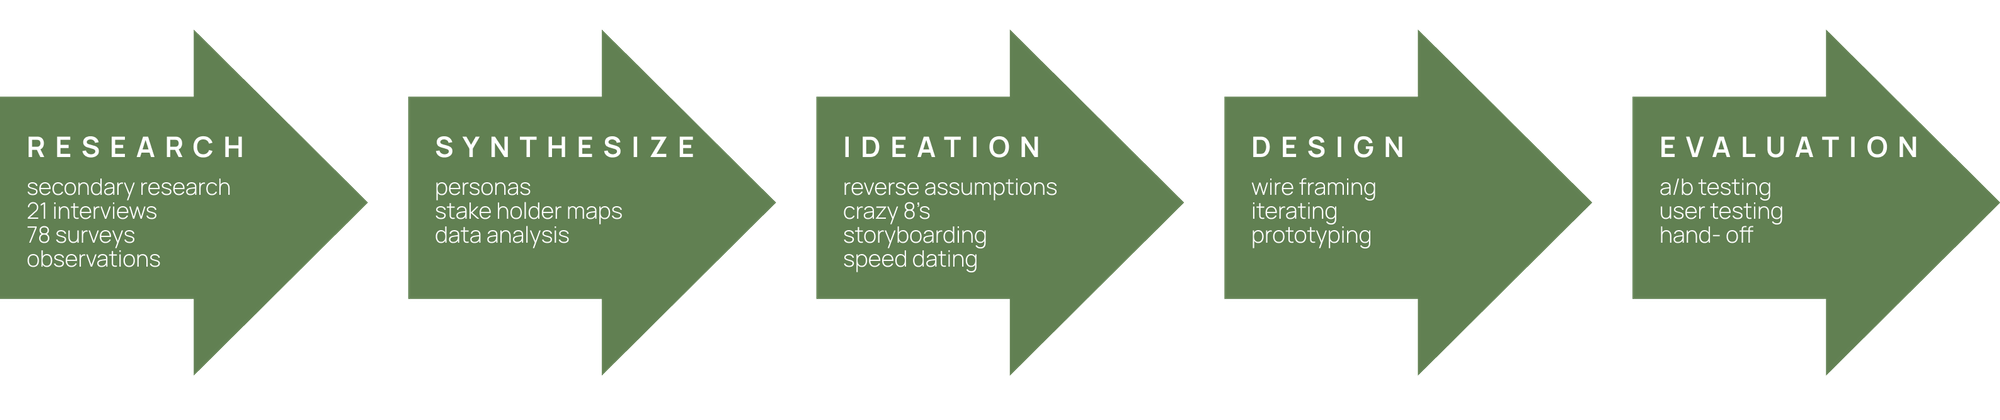 RESEARCH
secondary research
21 interviews
78 surveys
observations
SYNTHESIZE
personas
stake holder maps
data analysis
IDEATION
reverse assumptions
crazy 8's
storyboarding
speed dating
DESIGN
wire framing
iterating
prototyping
EVALUATION
a/b testing
user testing
hand- off